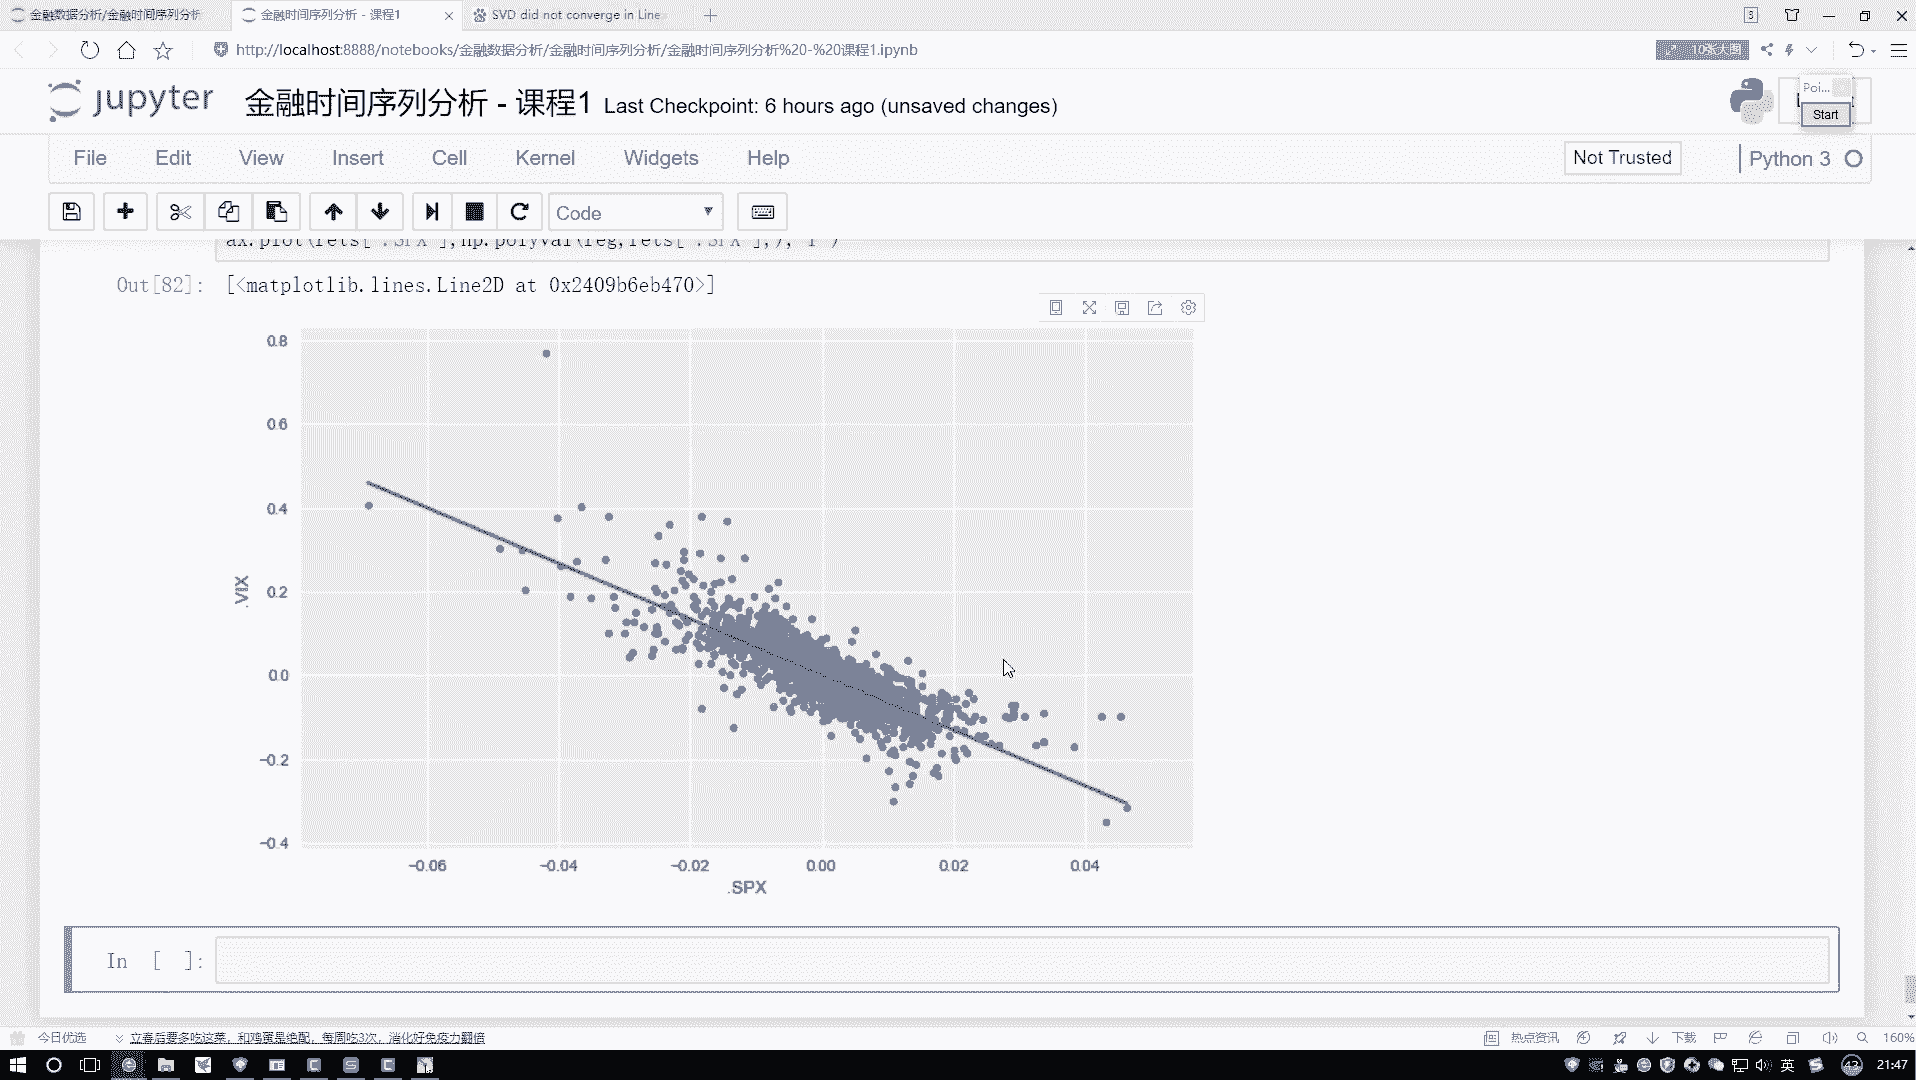 金融数据分析/金融时间序列分析
金融时间序列分析 - 课程1
SVD did not converge in Line
http://localhost:8888/notebooks/金融数据分析/金融时间序列分析/金融时间序列分析%20-%20课程1.ipynb
10张大图
jupyter
金融时间序列分析 - 课程1
Last Checkpoint: 6 hours ago (unsaved changes)
Poi...
Start
File
Edit
View
Insert
Cell
Kernel
Widgets
Help
Not Trusted
Python 3
Code
Out[82]:
[<matplotlib.lines.Line2D at 0x2409b6eb470>]
0.8
0.6
0.4
0.2
0.0
−0.2
−0.4
.VIX
−0.06
−0.04
−0.02
0.00
0.02
0.04
.SPX
In [ ]:
今日优选
立春后要多吃这菜，和鸡蛋是绝配，每周吃3次，消化好免疫力翻倍
热点资讯
下载
160%
英
43
21:47